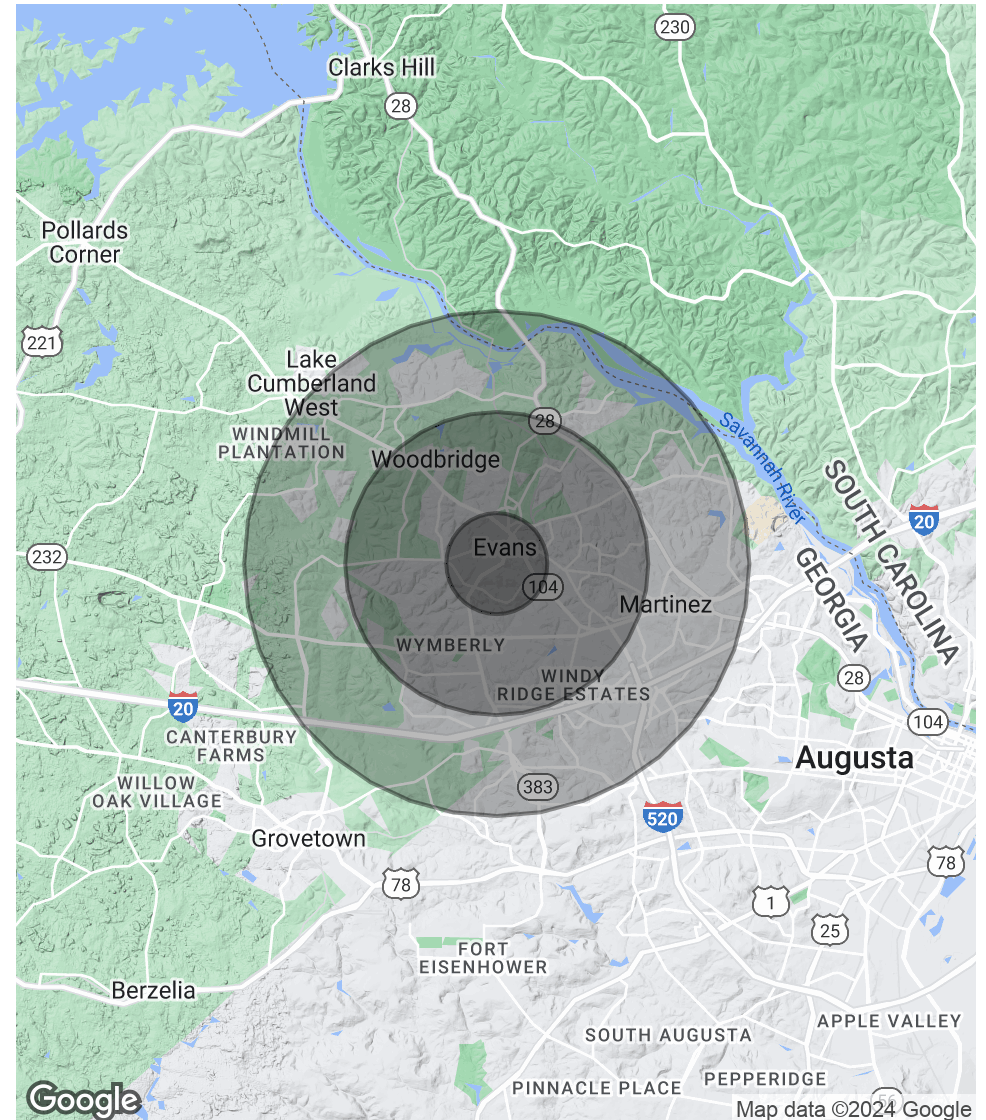 230
Clarks Hill
28
Pollards
Corner
221
Lake
Cumberland
West
WINDMILL
PLANTATION
28
Woodbridge
Savannah River
SOUTH CAROLINA
20
GEORGIA
232
Evans
104
Martinez
WYMBERLY
WINDY
RIDGE ESTATES
28
20
104
CANTERBURY
FARMS
Augusta
WILLOW
OAK VILLAGE
383
520
Grovetown
78
78
1
25
FORT
EISENHOWER
Berzelia
APPLE VALLEY
SOUTH AUGUSTA
PEPPERIDGE
PINNACLE PLACE
56
Google
Map data ©2024 Google